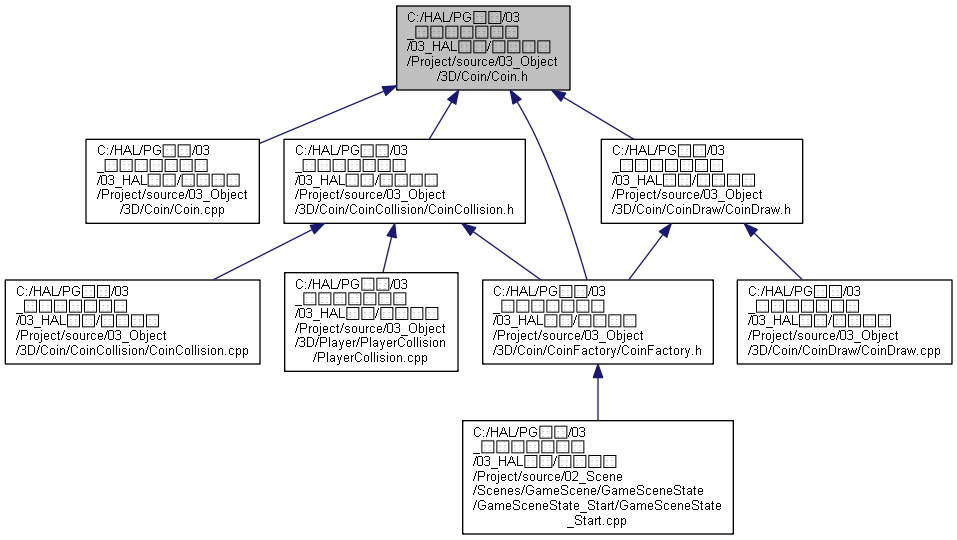 C:/HAL/PG□□/03
_□□□□□□□
/03_HAL□□/□□□□
/Project/source/03_Object
/3D/Coin/Coin.h
C:/HAL/PG□□/03
_□□□□□□□
/03_HAL□□/□□□□
/Project/source/03_Object
/3D/Coin/Coin.cpp
C:/HAL/PG□□/03
_□□□□□□□
/03_HAL□□/□□□□
/Project/source/03_Object
/3D/Coin/CoinCollision/CoinCollision.h
C:/HAL/PG□□/03
_□□□□□□□
/03_HAL□□/□□□□
/Project/source/03_Object
/3D/Coin/CoinDraw/CoinDraw.h
C:/HAL/PG□□/03
_□□□□□□□
/03_HAL□□/□□□□
/Project/source/03_Object
/3D/Coin/CoinCollision/CoinCollision.cpp
C:/HAL/PG□□/03
_□□□□□□□
/03_HAL□□/□□□□
/Project/source/03_Object
/3D/Player/PlayerCollision
/PlayerCollision.cpp
C:/HAL/PG□□/03
_□□□□□□□
/03_HAL□□/□□□□
/Project/source/03_Object
/3D/Coin/CoinFactory/CoinFactory.h
C:/HAL/PG□□/03
_□□□□□□□
/03_HAL□□/□□□□
/Project/source/03_Object
/3D/Coin/CoinDraw/CoinDraw.cpp
C:/HAL/PG□□/03
_□□□□□□□
/03_HAL□□/□□□□
/Project/source/02_Scene
/Scenes/GameScene/GameSceneState
/GameSceneState_Start/GameSceneState
_Start.cpp